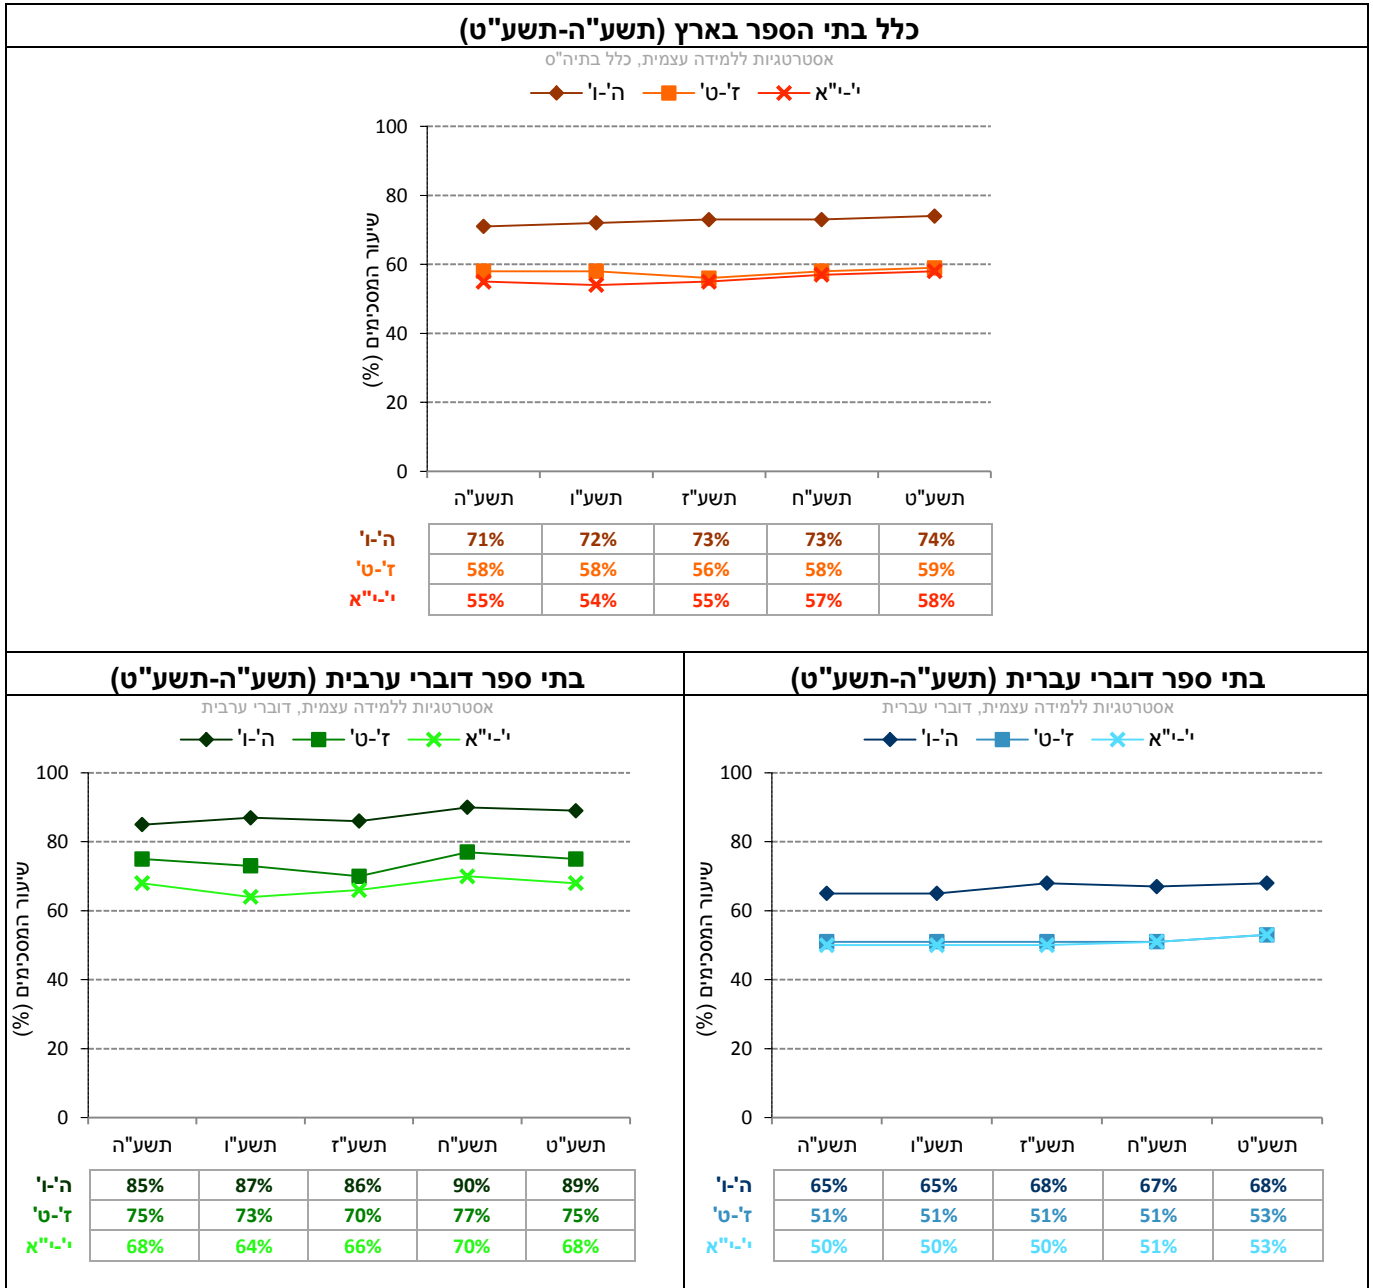 כלל בתי הספר בארץ (תשע"ה-תשע"ט)
אסטרטגיות ללמידה עצמית, כלל בתיה"ס
ה'-ו' ז'-ט' י'-י"א
שיעור המסכימים (%)
100
80
60
40
20
0
תשע"ה תשע"ו תשע"ז תשע"ח תשע"ט
ה'-ו' 71% 72% 73% 73% 74%
ז'-ט' 58% 58% 56% 58% 59%
י'-י"א 55% 54% 55% 57% 58%
בתי ספר דוברי עברית (תשע"ה-תשע"ט)
אסטרטגיות ללמידה עצמית, דוברי עברית
ה'-ו' ז'-ט' י'-י"א
שיעור המסכימים (%)
100
80
60
40
20
0
תשע"ה תשע"ו תשע"ז תשע"ח תשע"ט
ה'-ו' 65% 65% 68% 67% 68%
ז'-ט' 51% 51% 51% 51% 53%
י'-י"א 50% 50% 50% 51% 53%
בתי ספר דוברי ערבית (תשע"ה-תשע"ט)
אסטרטגיות ללמידה עצמית, דוברי ערבית
ה'-ו' ז'-ט' י'-י"א
שיעור המסכימים (%)
100
80
60
40
20
0
תשע"ה תשע"ו תשע"ז תשע"ח תשע"ט
ה'-ו' 85% 87% 86% 90% 89%
ז'-ט' 75% 73% 70% 77% 75%
י'-י"א 68% 64% 66% 70% 68%